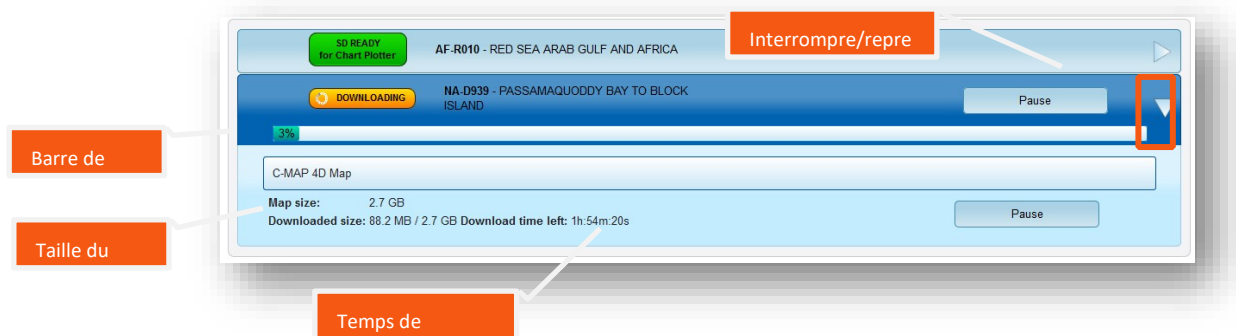 Interrompre/repre
SD READY
for Chart Plotter
AF-R010 - RED SEA ARAB GULF AND AFRICA
DOWNLOADING
NA-D939 - PASSAMAQUODDY BAY TO BLOCK
ISLAND
Pause
3%
Barre de
C-MAP 4D Map
Map size: 2.7 GB
Downloaded size: 88.2 MB / 2.7 GB Download time left: 1h:54m:20s
Pause
Taille du
Temps de